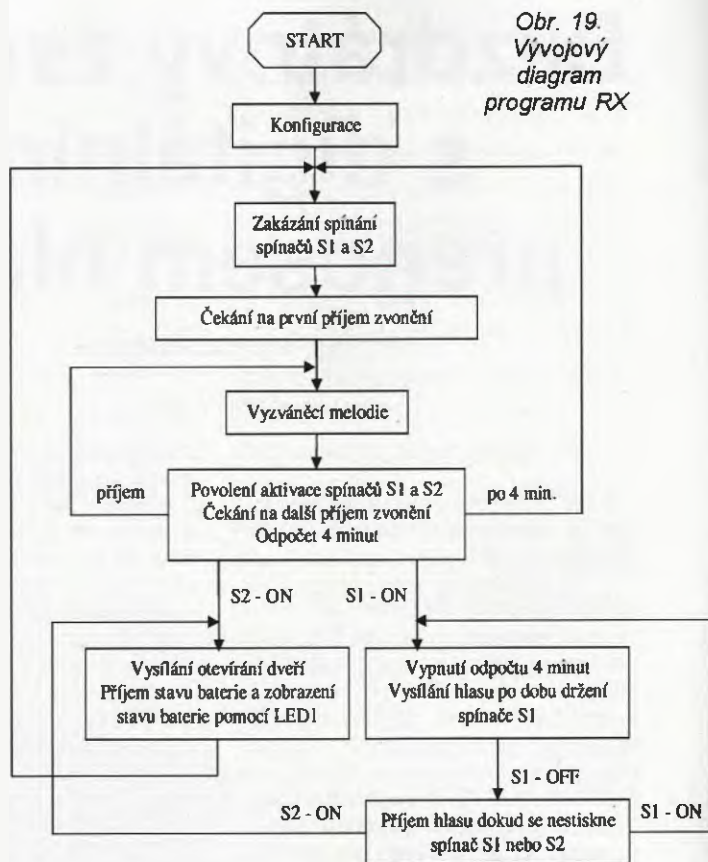 START
Obr. 19.
Vývojový
diagram
programu RX
Konfigurace
Zakázání spínání
spínačů S1 a S2
Čekání na první příjem zvonění
Vyzváněcí melodie
příjem
Povolení aktivace spínačů S1 a S2
Čekání na další příjem zvonění
Odpočet 4 minut
po 4 min.
S2 - ON
S1 - ON
Vysílání otevírání dveří
Příjem stavu baterie a zobrazení
stavu baterie pomocí LED1
Vypnutí odpočtu 4 minut
Vysílání hlasu po dobu držení
spínače S1
S1 - OFF
S2 - ON
Příjem hlasu dokud se nestiskne
spínač S1 nebo S2
S1 - ON